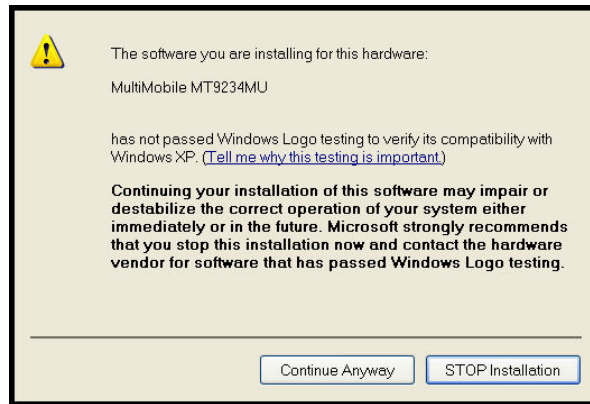 The software you are installing for this hardware:
MultiMobile MT9234MU
has not passed Windows Logo testing to verify its compatibility with
Windows XP. (Tell me why this testing is important.)
Continuing your installation of this software may impair or
destabilize the correct operation of your system either
immediately or in the future. Microsoft strongly recommends
that you stop this installation now and contact the hardware
vendor for software that has passed Windows Logo testing.
Continue Anyway
STOP Installation